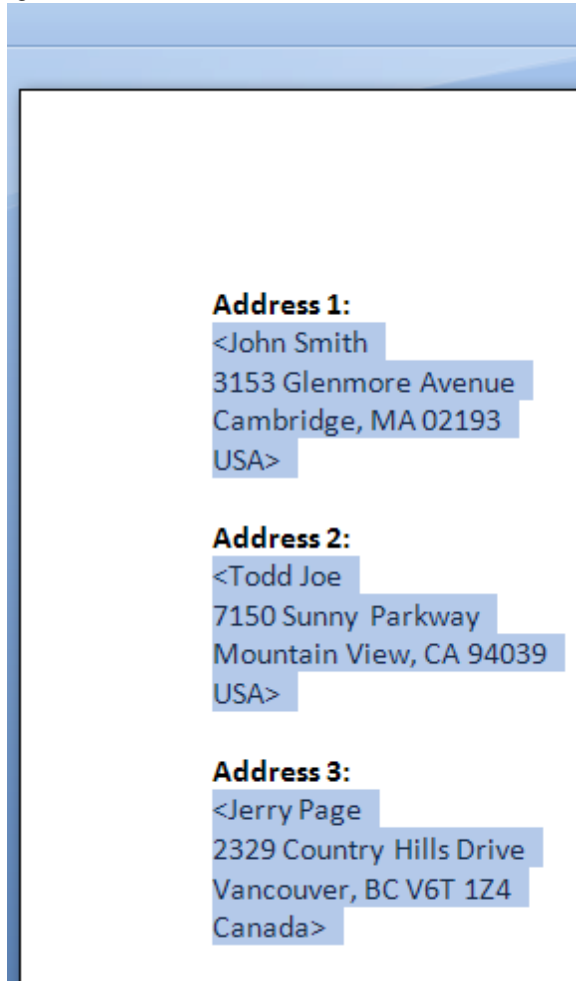 Address 1:
<John Smith
3153 Glenmore Avenue
Cambridge, MA 02193
USA>
Address 2:
<Todd Joe
7150 Sunny Parkway
Mountain View, CA 94039
USA>
Address 3:
<Jerry Page
2329 Country Hills Drive
Vancouver, BC V6T 1Z4
Canada>